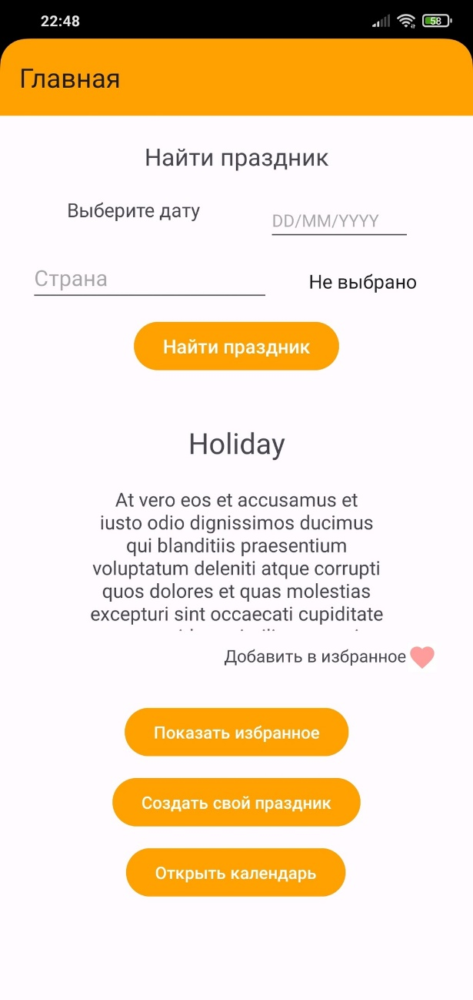 22:48
58
Главная
Найти праздник
Выберите дату
DD/MM/YYYY
Страна
Не выбрано
Найти праздник
Holiday
At vero eos et accusamus et
iusto odio dignissimos ducimus
qui blanditiis praesentium
voluptatum deleniti atque corrupti
quos dolores et quas molestias
excepturi sint occaecati cupiditate
Добавить в избранное
Показать избранное
Создать свой праздник
Открыть календарь